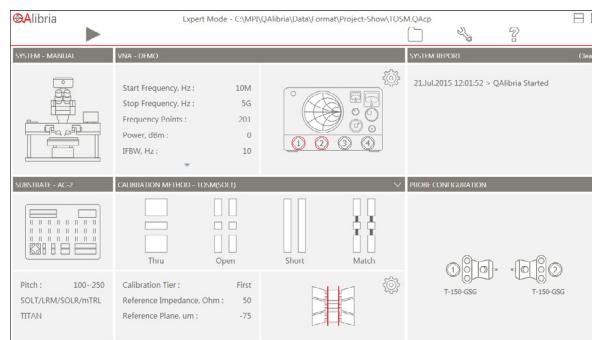 QAlibria
Expert Mode - C:\MPI\QAlibria\Data\Format\Project-Show\TOSM.QAcp
SYSTEM - MANUAL
VNA - DEMO
SYSTEM REPORT
Clear
Start Frequency, Hz : 10M
Stop Frequency, Hz : 5G
Frequency Points : 201
Power, dBm : 0
IFBW, Hz : 10
1 2 3 4
21.Jul.2015 12:01:52 > QAlibria Started
SUBSTRATE - AC-2
CALIBRATION METHOD - TOSM(SOLT)
PROBE CONFIGURATION
Thru Open Short Match
Pitch : 100~250
SOLT/LRM/SOLR/mTRL
TITAN
Calibration Tier : First
Reference Impedance, Ohm : 50
Reference Plane, um : -75
1 2
T-150-GSG T-150-GSG